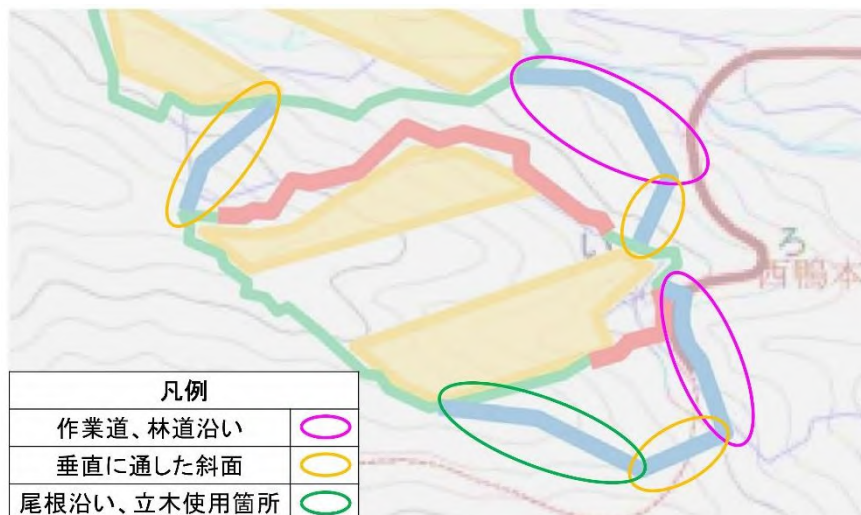 い
ろ
西鴨本
凡例
作業道、林道沿い
垂直に通した斜面
尾根沿い、立木使用箇所